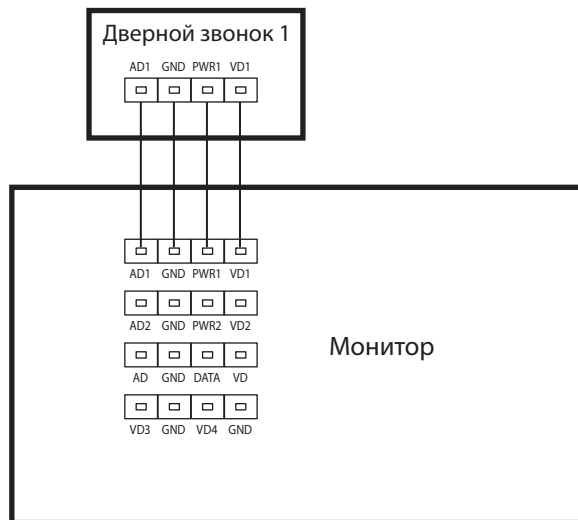 Дверной звонок 1
AD1 GND PWR1 VD1
AD1 GND PWR1 VD1
AD2 GND PWR2 VD2
Монитор
AD GND DATA VD
VD3 GND VD4 GND